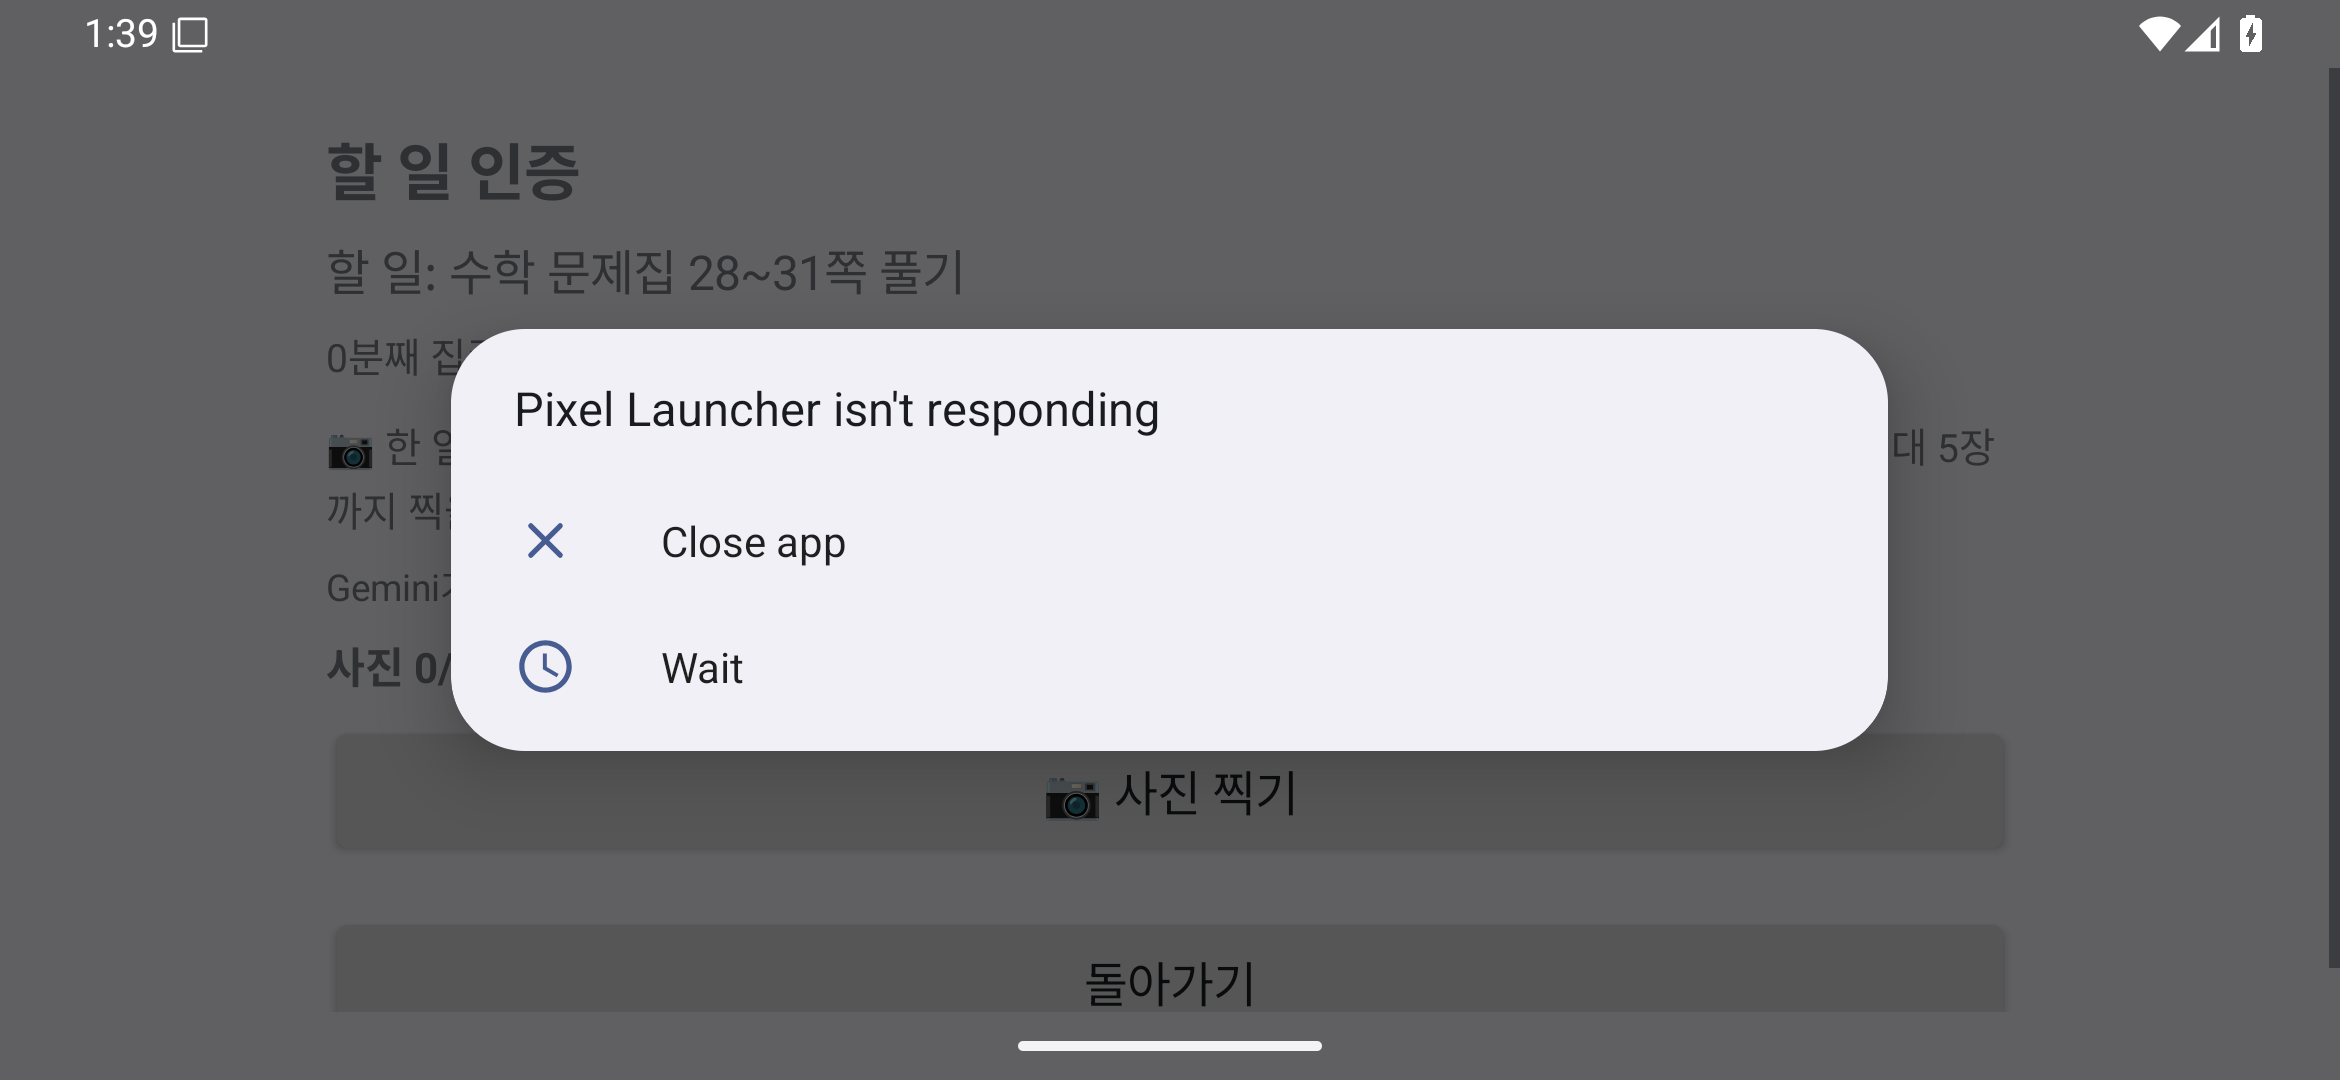 1:39
할 일 인증
할 일: 수학 문제집 28~31쪽 풀기
0분째
한
대 5장
까지
Gemini
사진 0/
Pixel Launcher isn't responding
Close app
Wait
사진 찍기
돌아가기